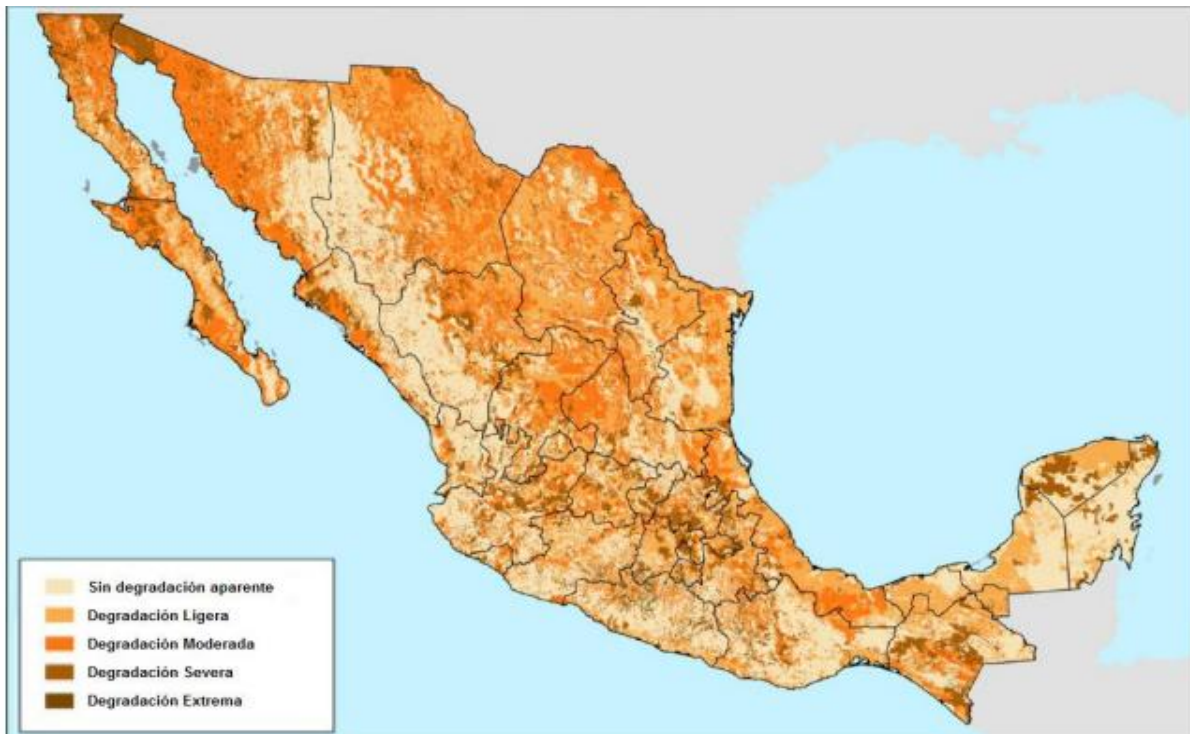 Sin degradación aparente
Degradación Ligera
Degradación Moderada
Degradación Severa
Degradación Extrema